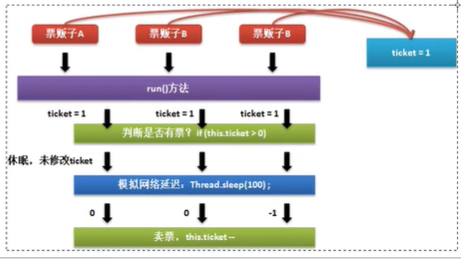 票贩子A 票贩子B 票贩子B
ticket = 1
run()方法
ticket = 1 ticket = 1 ticket = 1
判断是否有票？if (this.ticket > 0)
休眠，未修改ticket
模拟网络延迟：Thread.sleep(100) ;
0 0 -1
卖票，this.ticket --